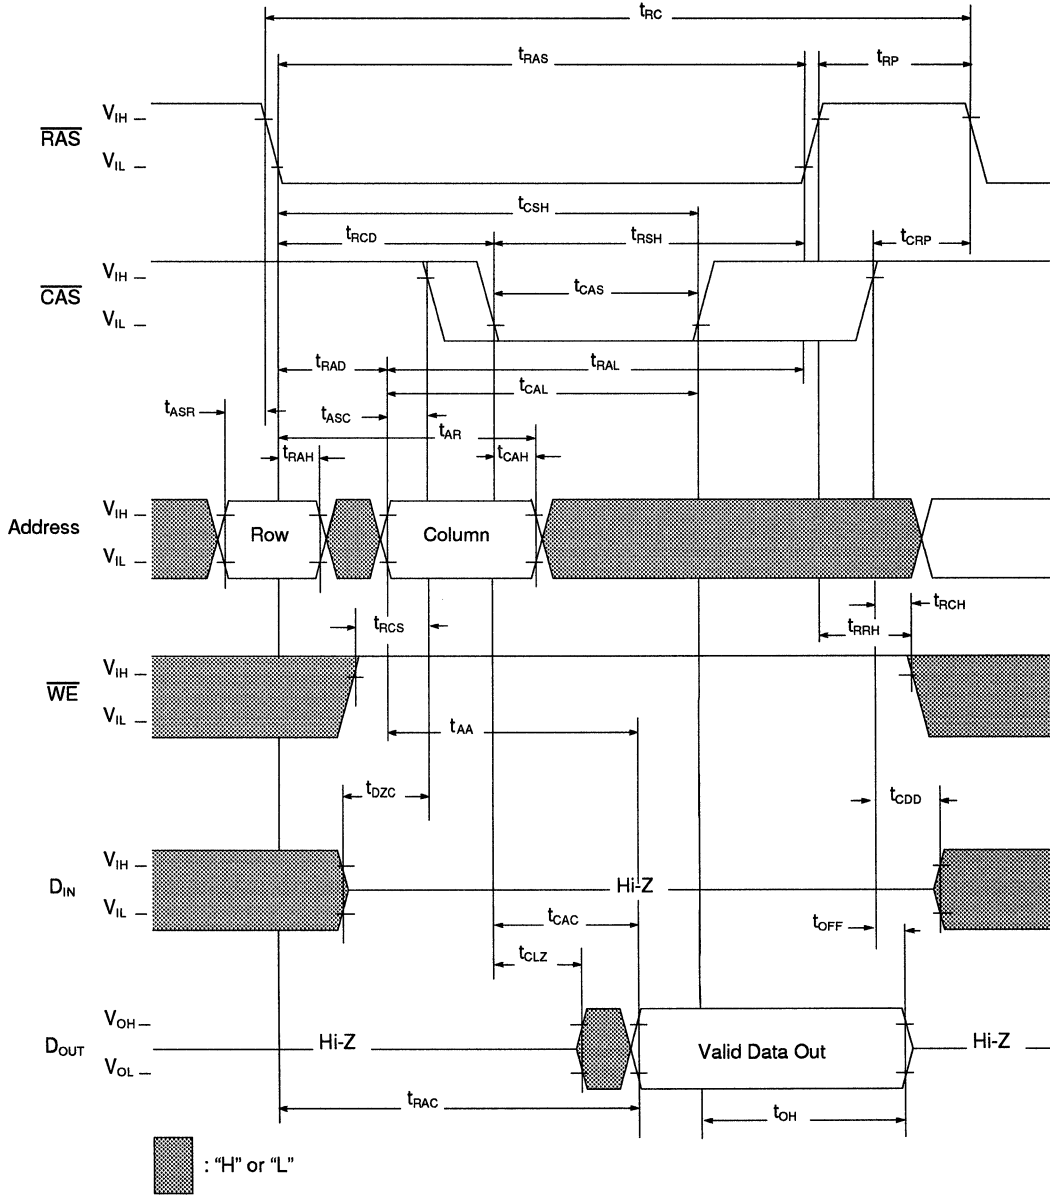 tRC
tRAS
tRP
RAS
VIH
VIL
tCSH
tRCD
tRSH
tCRP
CAS
VIH
VIL
tCAS
tRAD
tRAL
tCAL
tASR
tASC
tAR
tRAH
tCAH
Address
VIH
VIL
Row
Column
tRCH
tRCS
tRRH
WE
VIH
VIL
tAA
tDZC
tCDD
DIN
VIH
VIL
Hi-Z
tCAC
tOFF
tCLZ
DOUT
VOH
VOL
Hi-Z
Valid Data Out
Hi-Z
tRAC
tOH
: “H” or “L”